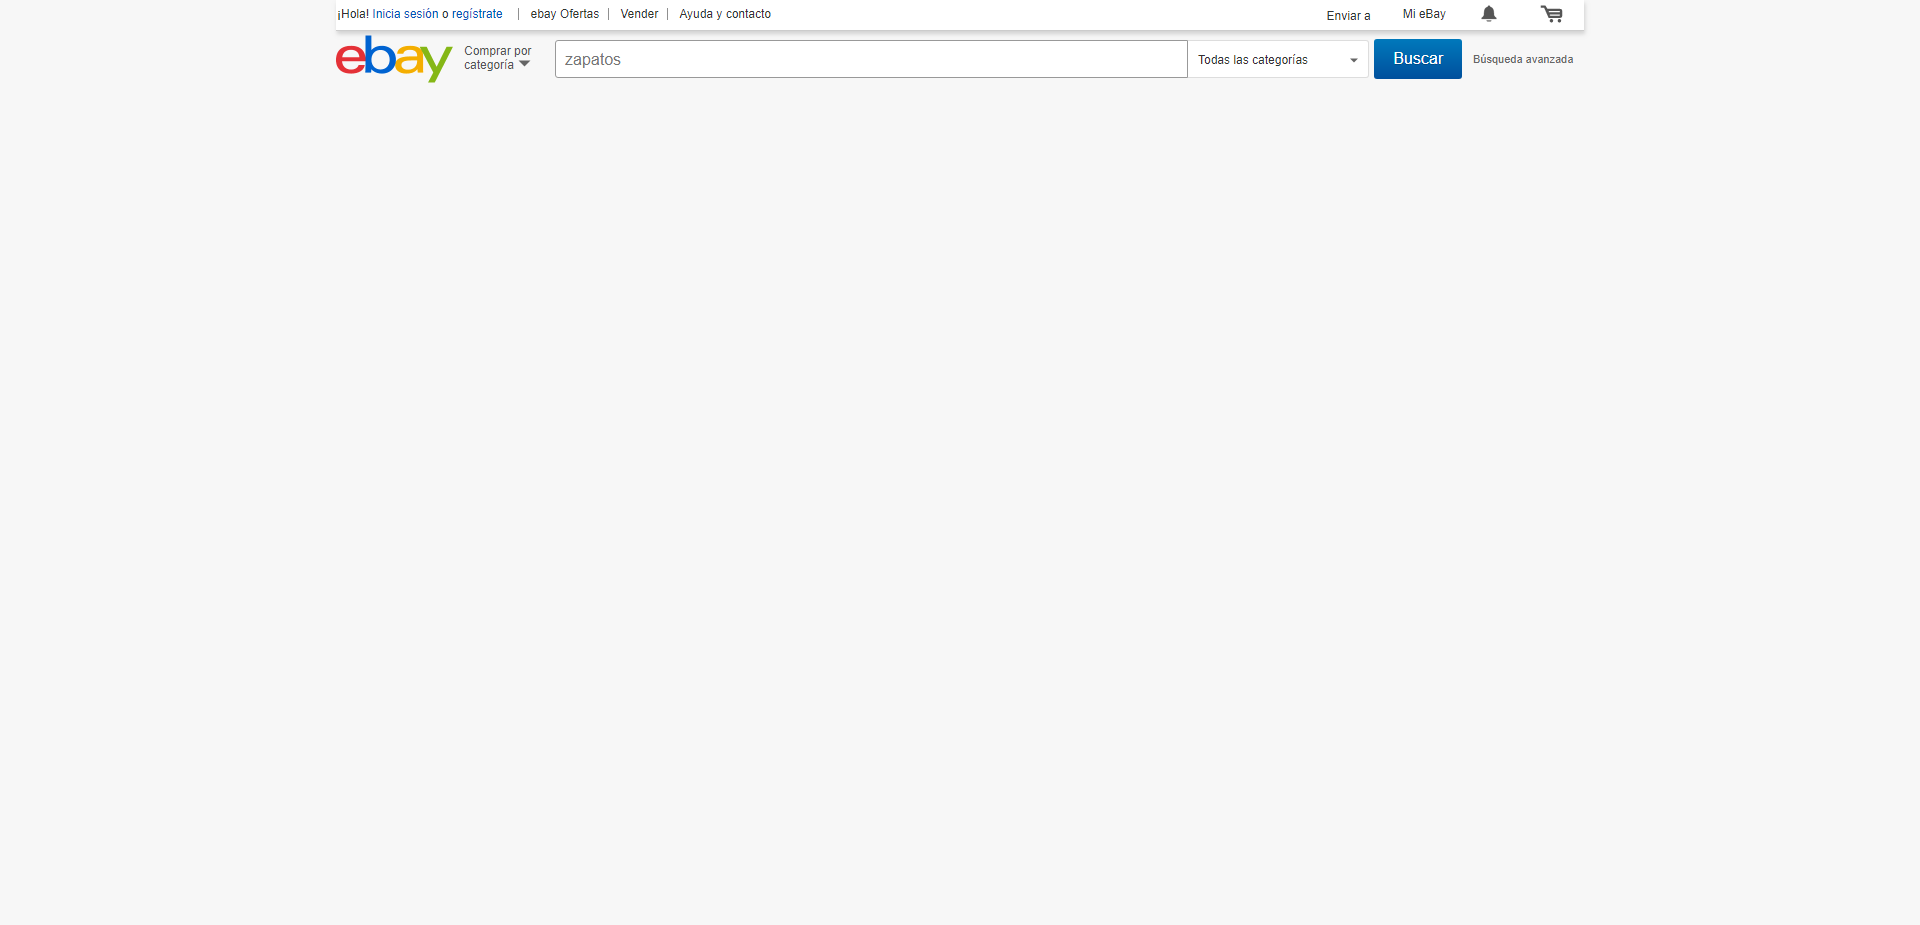 ¡Hola! Inicia sesión o regístrate | ebay Ofertas | Vender | Ayuda y contacto Enviar a Mi eBay
ebay Comprar por categoría zapatos Todas las categorías Buscar Búsqueda avanzada